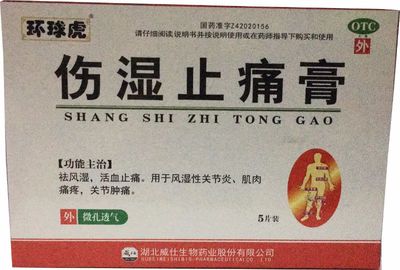 环球虎
国药准字Z42020156
请仔细阅读说明书并按说明使用或在药师指导下购买和使用
OTC
外
伤湿止痛膏
SHANG SHI ZHI TONG GAO
【功能主治】
祛风湿，活血止痛。用于风湿性关节炎、肌肉
痛疼，关节肿痛。
外 微孔透气
5片装
湖北威仕生物药业股份有限公司